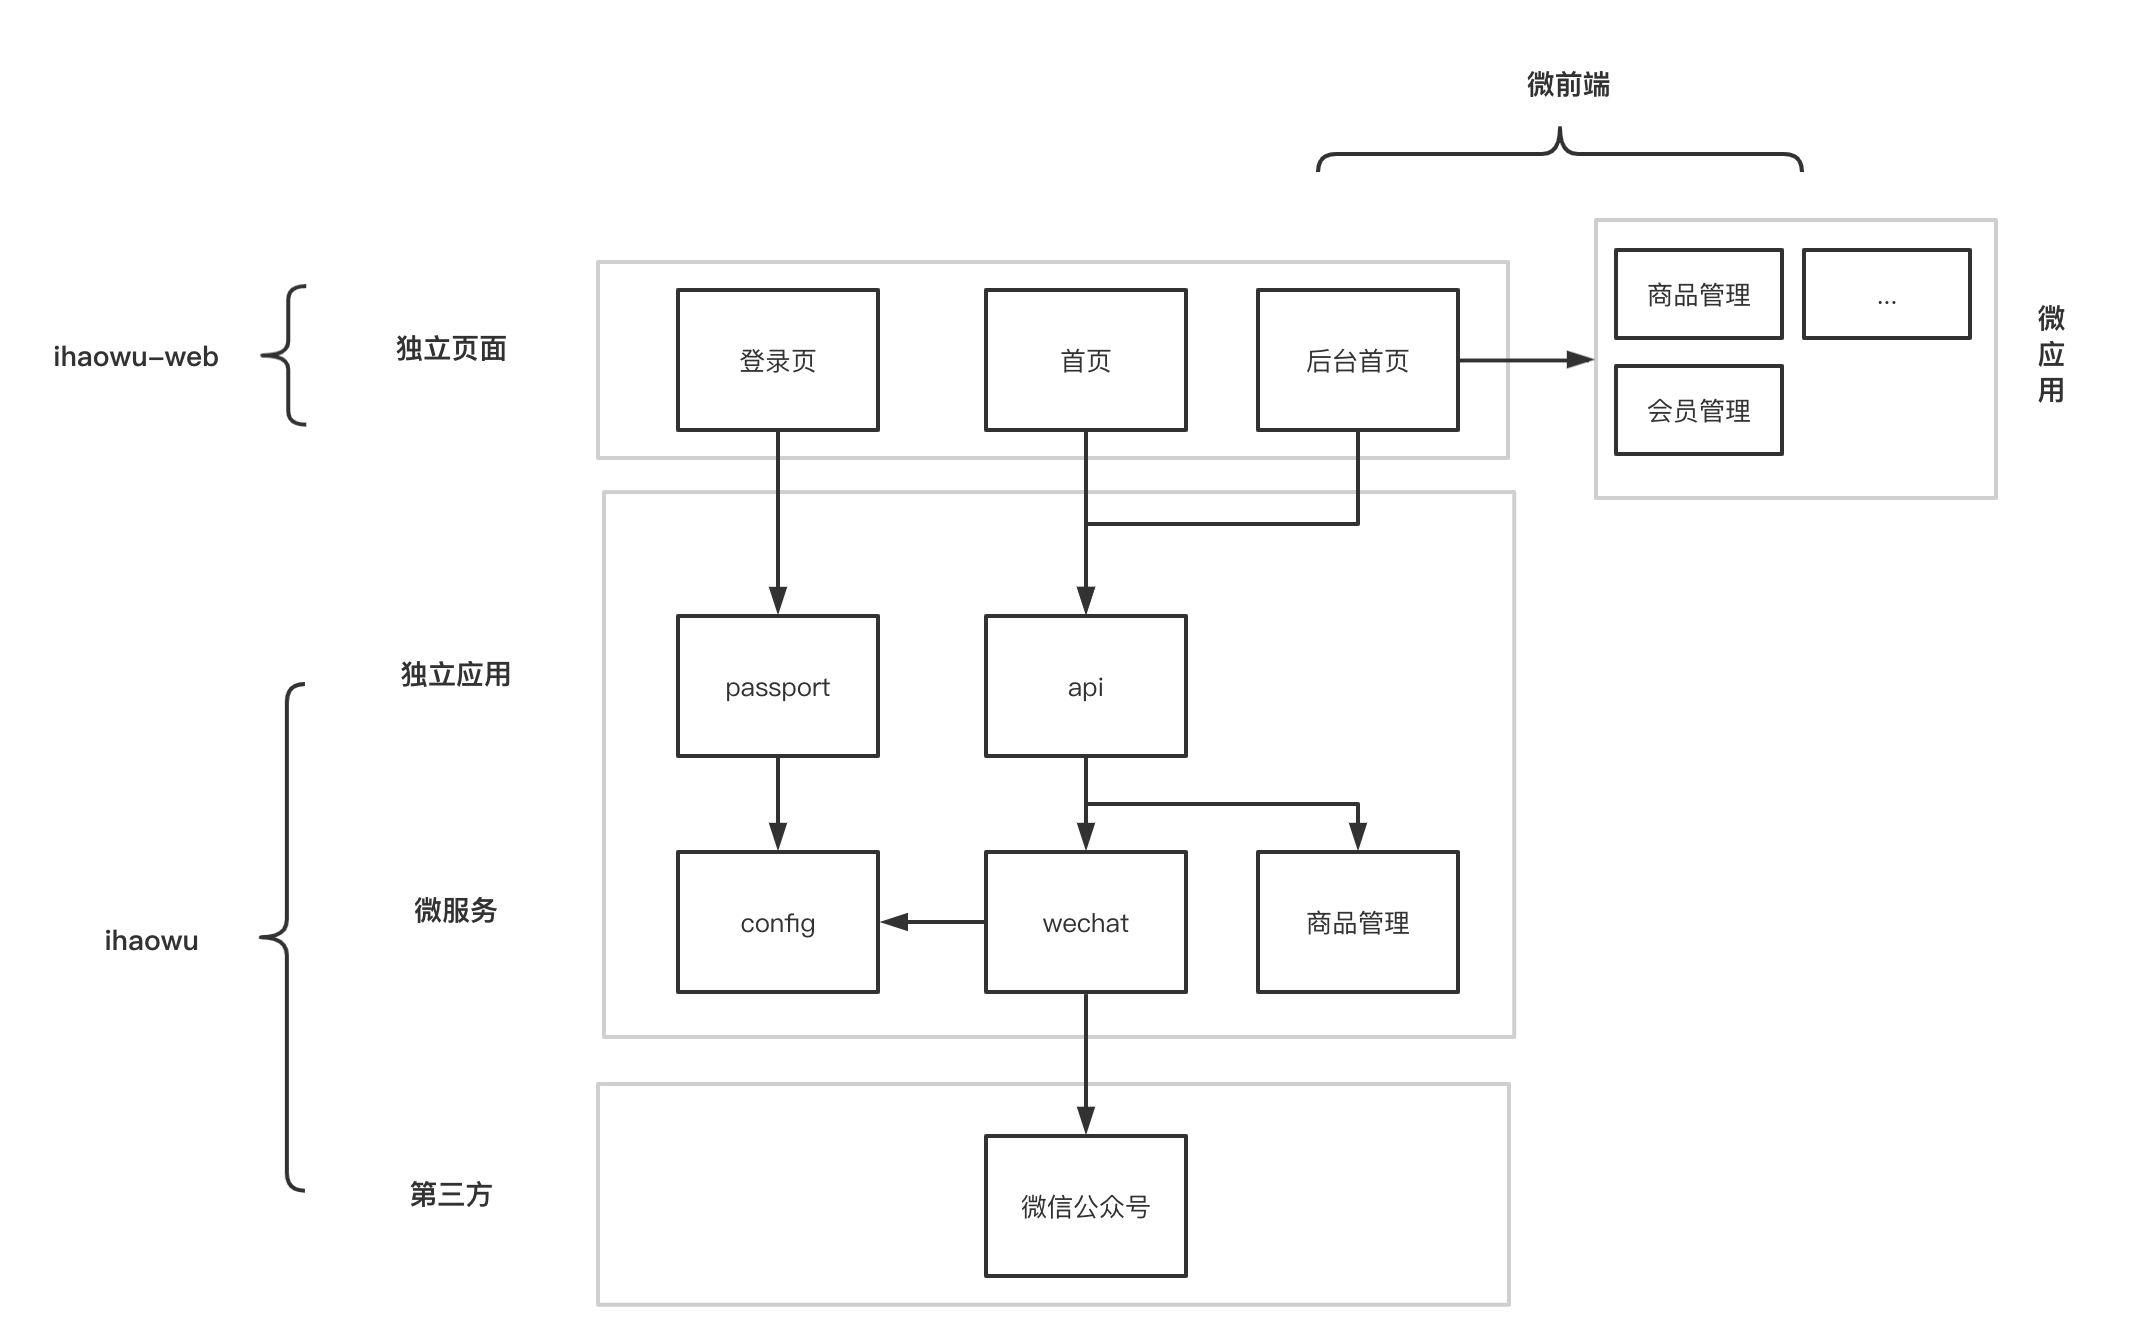 微前端
ihaowu-web
独立页面
登录页
首页
后台首页
商品管理
...
会员管理
微
应
用
ihaowu
独立应用
passport
api
微服务
config
wechat
商品管理
第三方
微信公众号